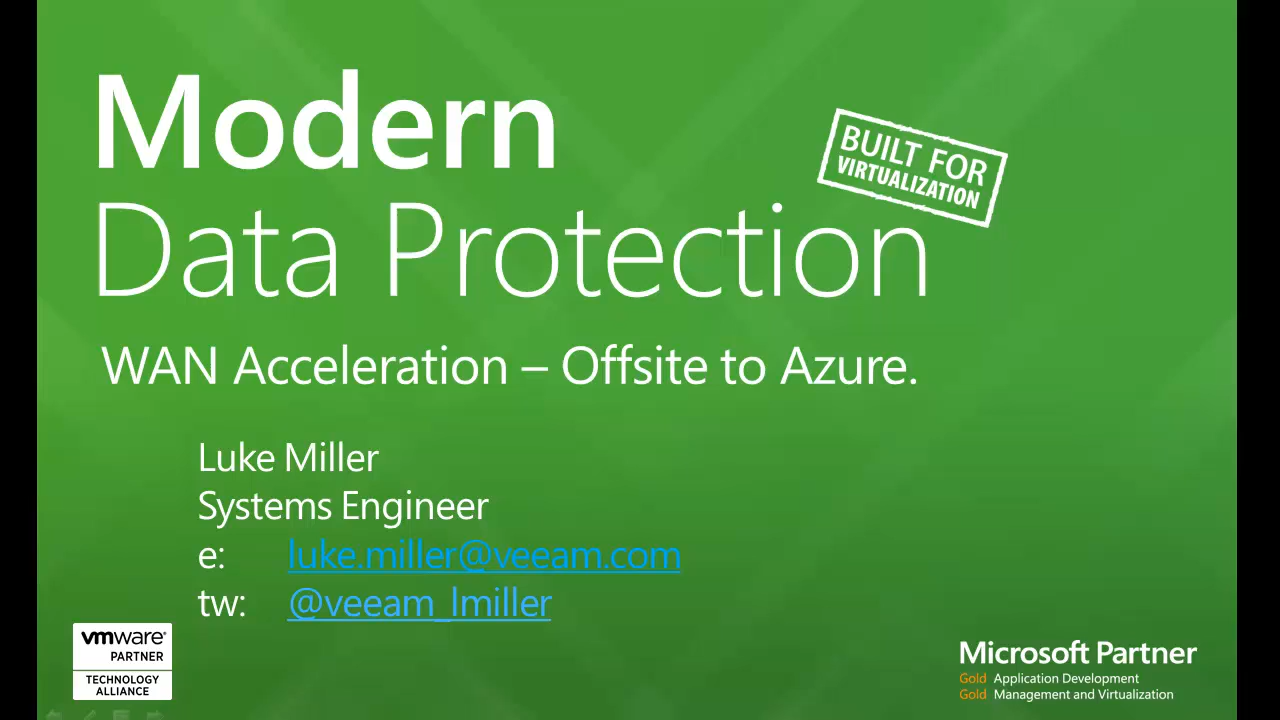 Modern
BUILT FOR
VIRTUALIZATION
Data Protection
WAN Acceleration – Offsite to Azure.
Luke Miller
Systems Engineer
e: luke.miller@veeam.com
tw: @veeam_lmiller
vmware®
PARTNER
TECHNOLOGY
ALLIANCE
Microsoft Partner
Gold Application Development
Gold Management and Virtualization